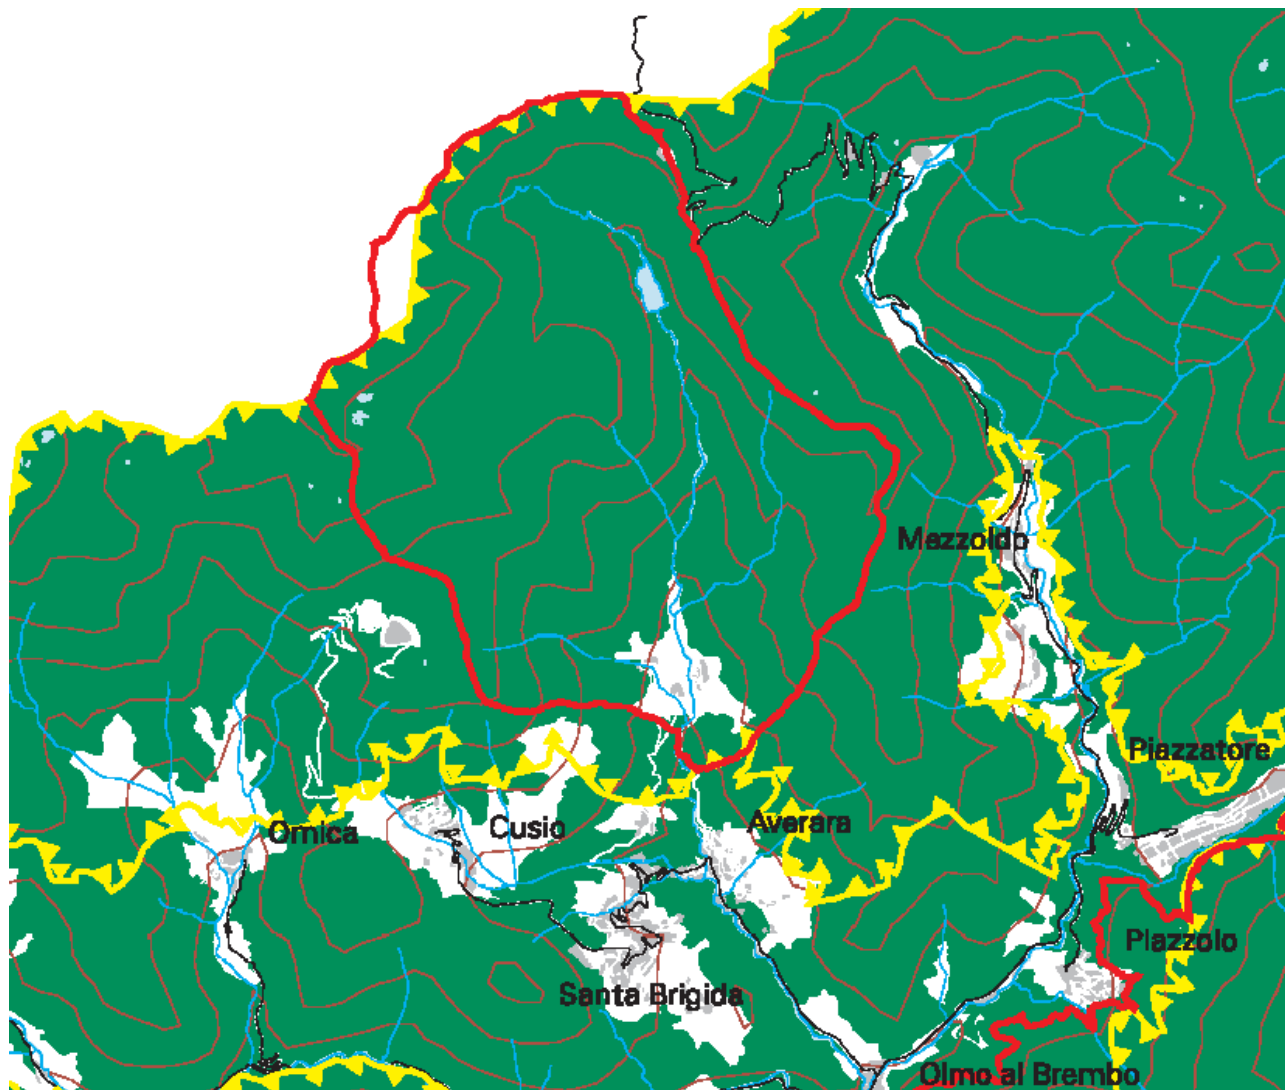 Mezzoldo
Piazzatore
Ornica
Cusio
Averara
Piazzolo
Santa Brigida
Olmo al Brembo